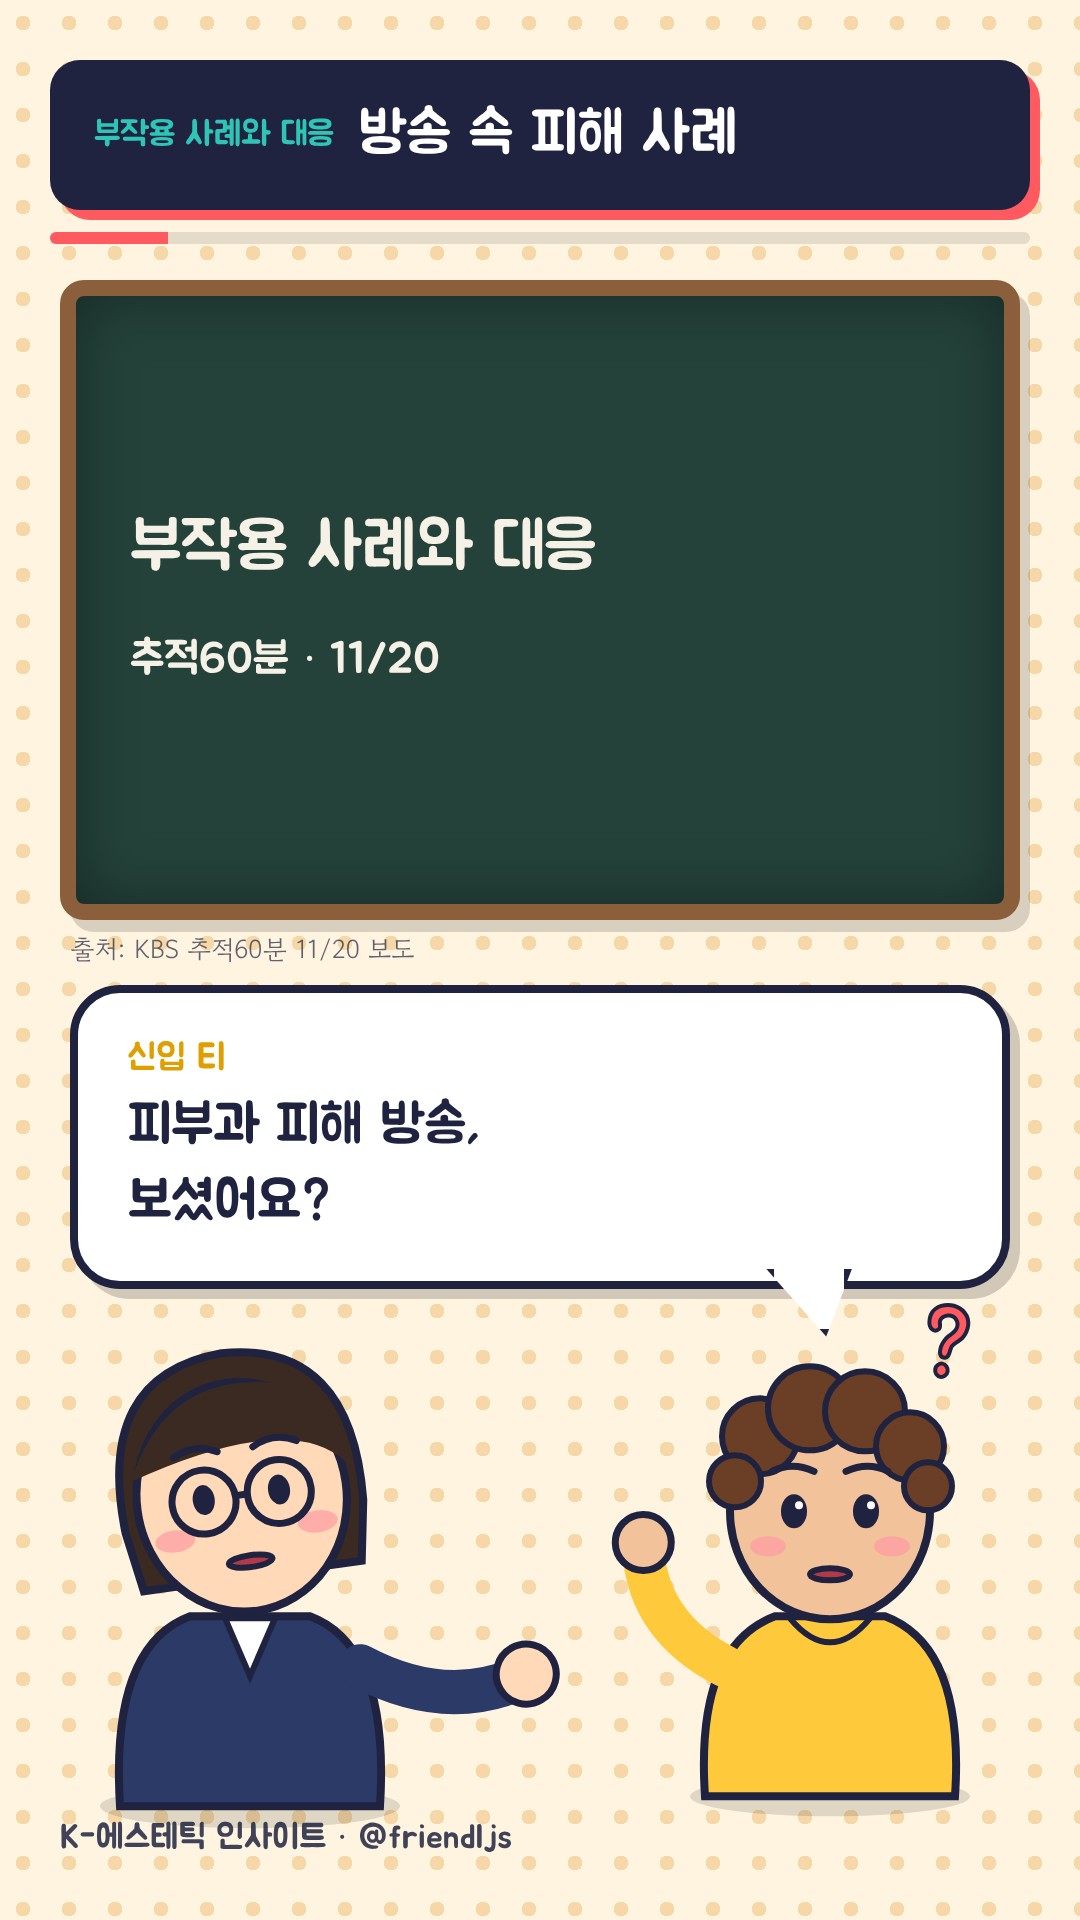 부작용 사례와 대응 방송 속 피해 사례
부작용 사례와 대응
추적60분 · 11/20
출처: KBS 추적60분 11/20 보도
신입 티
피부과 피해 방송,
보셨어요?
?
K-에스테틱 인사이트 · @friendljs